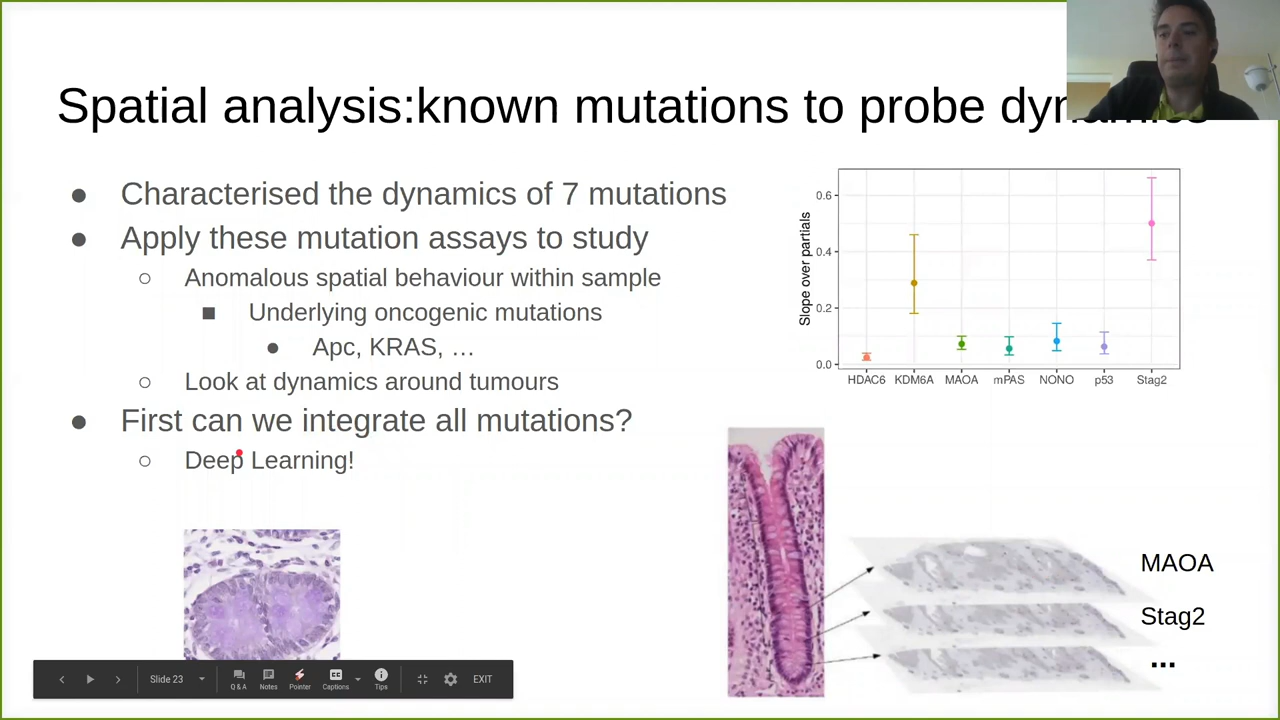 Spatial analysis:known mutations to probe
● Characterised the dynamics of 7 mutations
● Apply these mutation assays to study
○ Anomalous spatial behaviour within sample
■ Underlying oncogenic mutations
● Apc, KRAS, …
○ Look at dynamics around tumours
● First can we integrate all mutations?
○ Deep Learning!
Slope over partials
0.6
0.4
0.2
0.0
HDAC6 KDM6A MAOA mPAS NONO p53 Stag2
MAOA
Stag2
...
Slide 23
Q & A Notes Pointer Captions Tips EXIT
CC